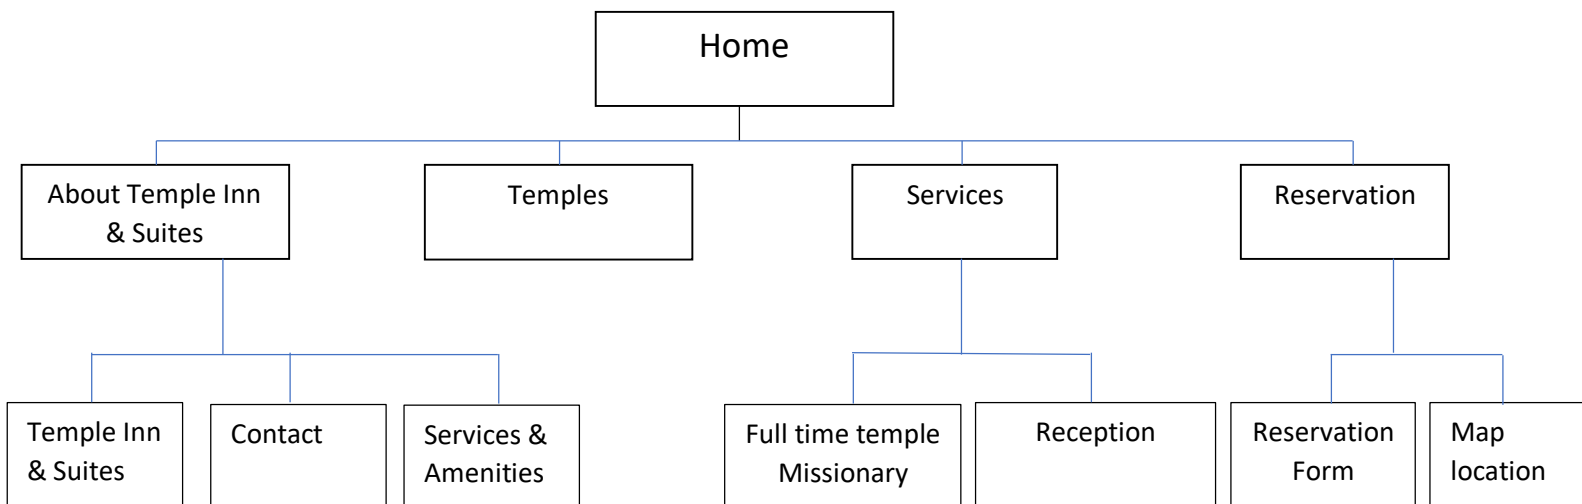 Home
About Temple Inn
& Suites
Temples
Services
Reservation
Temple Inn
& Suites
Contact
Services &
Amenities
Full time temple
Missionary
Reception
Reservation
Form
Map
location